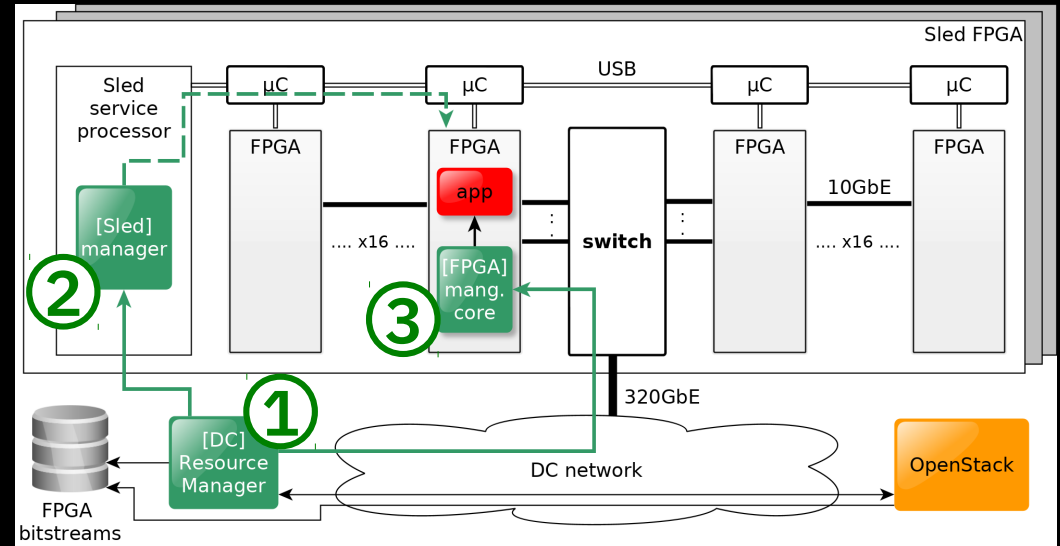 Sled FPGA
Sled
service
processor
μC
μC
USB
μC
μC
FPGA
FPGA
FPGA
FPGA
app
10GbE
[Sled]
manager
.... x16 ....
switch
.... x16 ....
[FPGA]
mang.
core
2
3
320GbE
1
[DC]
Resource
Manager
DC network
OpenStack
FPGA
bitstreams